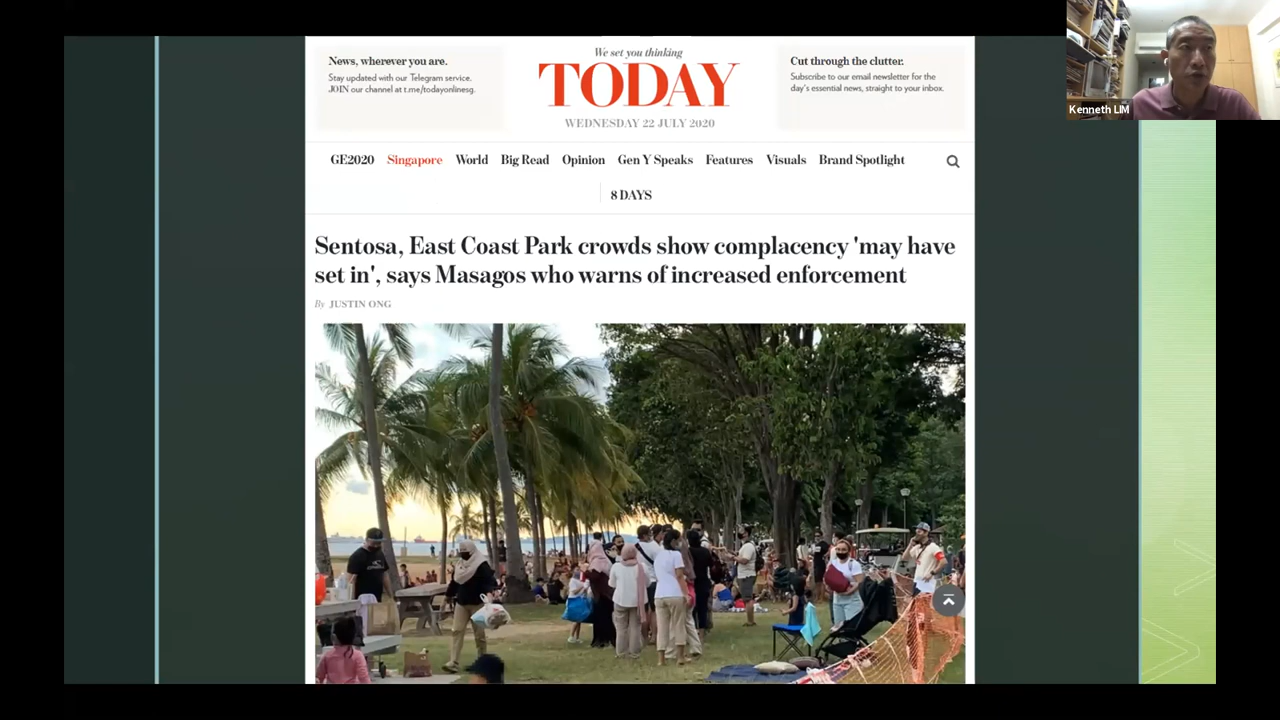 Kenneth LIM
News, wherever you are.
Stay updated with our Telegram service.
JOIN our channel at t.me/todayonlinesg.
We set you thinking
TODAY
WEDNESDAY 22 JULY 2020
Cut through the clutter.
Subscribe to our email newsletter for the
day's essential news, straight to your inbox.
GE2020 Singapore World Big Read Opinion Gen Y Speaks Features Visuals Brand Spotlight
8 DAYS
Sentosa, East Coast Park crowds show complacency 'may have
set in', says Masagos who warns of increased enforcement
By JUSTIN ONG